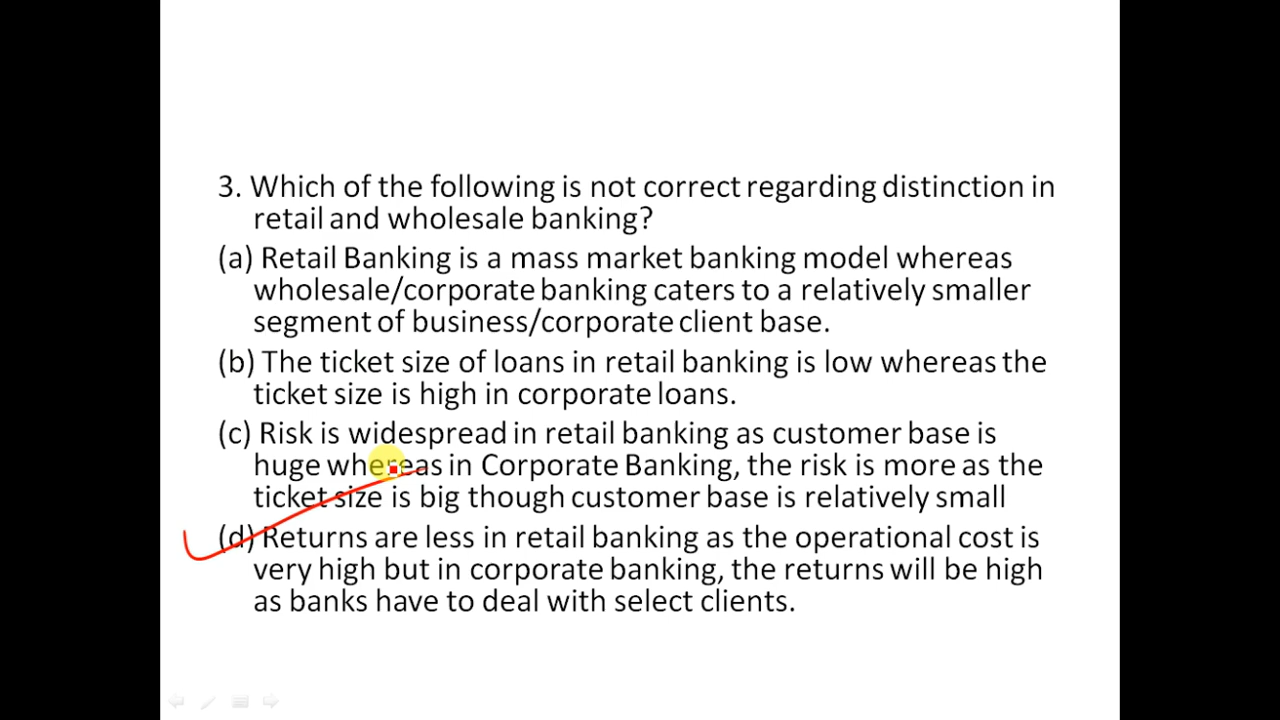 3. Which of the following is not correct regarding distinction in
retail and wholesale banking?
(a) Retail Banking is a mass market banking model whereas
wholesale/corporate banking caters to a relatively smaller
segment of business/corporate client base.
(b) The ticket size of loans in retail banking is low whereas the
ticket size is high in corporate loans.
(c) Risk is widespread in retail banking as customer base is
huge whereas in Corporate Banking, the risk is more as the
ticket size is big though customer base is relatively small
(d) Returns are less in retail banking as the operational cost is
very high but in corporate banking, the returns will be high
as banks have to deal with select clients.